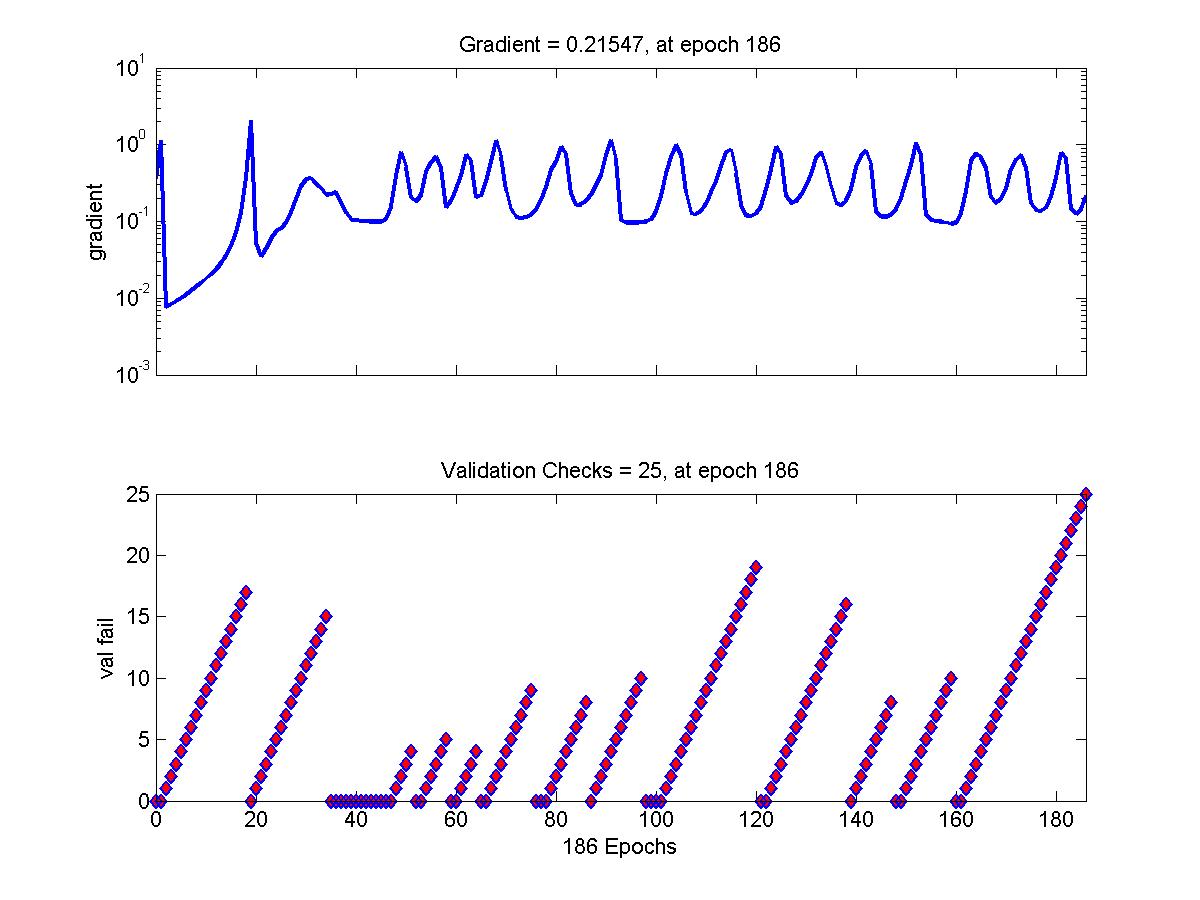 Gradient = 0.21547, at epoch 186
10^1
10^0
10^-1
10^-2
10^-3
gradient
Validation Checks = 25, at epoch 186
25
20
15
10
5
0
val fail
0 20 40 60 80 100 120 140 160 180
186 Epochs